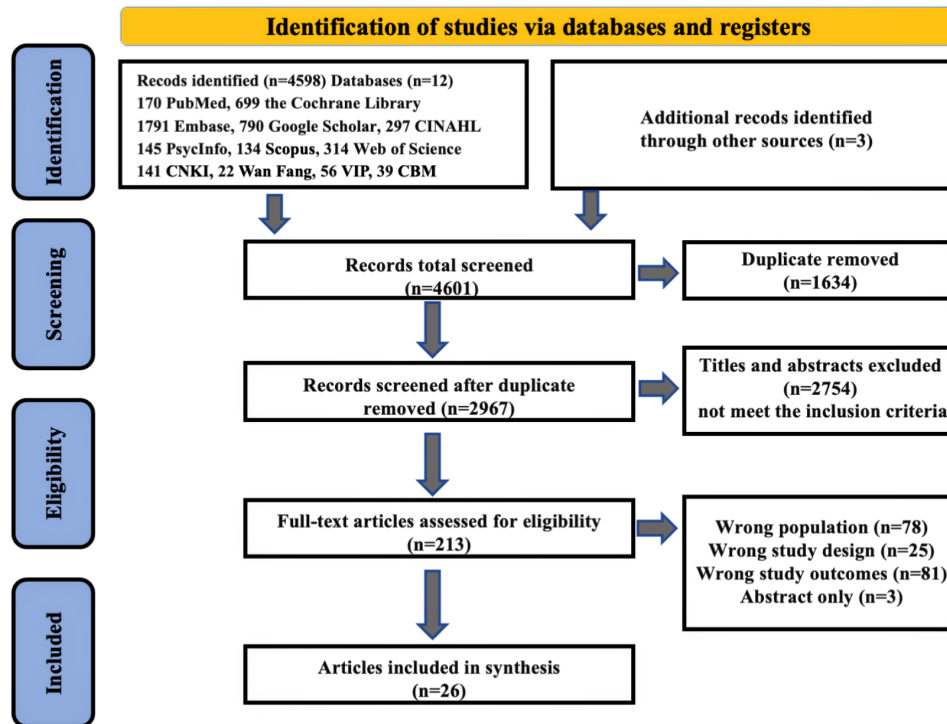 Identification of studies via databases and registers
Identification
Recods identified (n=4598) Databases (n=12)
170 PubMed, 699 the Cochrane Library
1791 Embase, 790 Google Scholar, 297 CINAHL
145 PsycInfo, 134 Scopus, 314 Web of Science
141 CNKI, 22 Wan Fang, 56 VIP, 39 CBM
Additional recods identified
through other sources (n=3)
Screening
Records total screened
(n=4601)
Duplicate removed
(n=1634)
Records screened after duplicate
removed (n=2967)
Titles and abstracts excluded
(n=2754)
not meet the inclusion criteria
Eligibility
Full-text articles assessed for eligibility
(n=213)
Wrong population (n=78)
Wrong study design (n=25)
Wrong study outcomes (n=81)
Abstract only (n=3)
Included
Articles included in synthesis
(n=26)